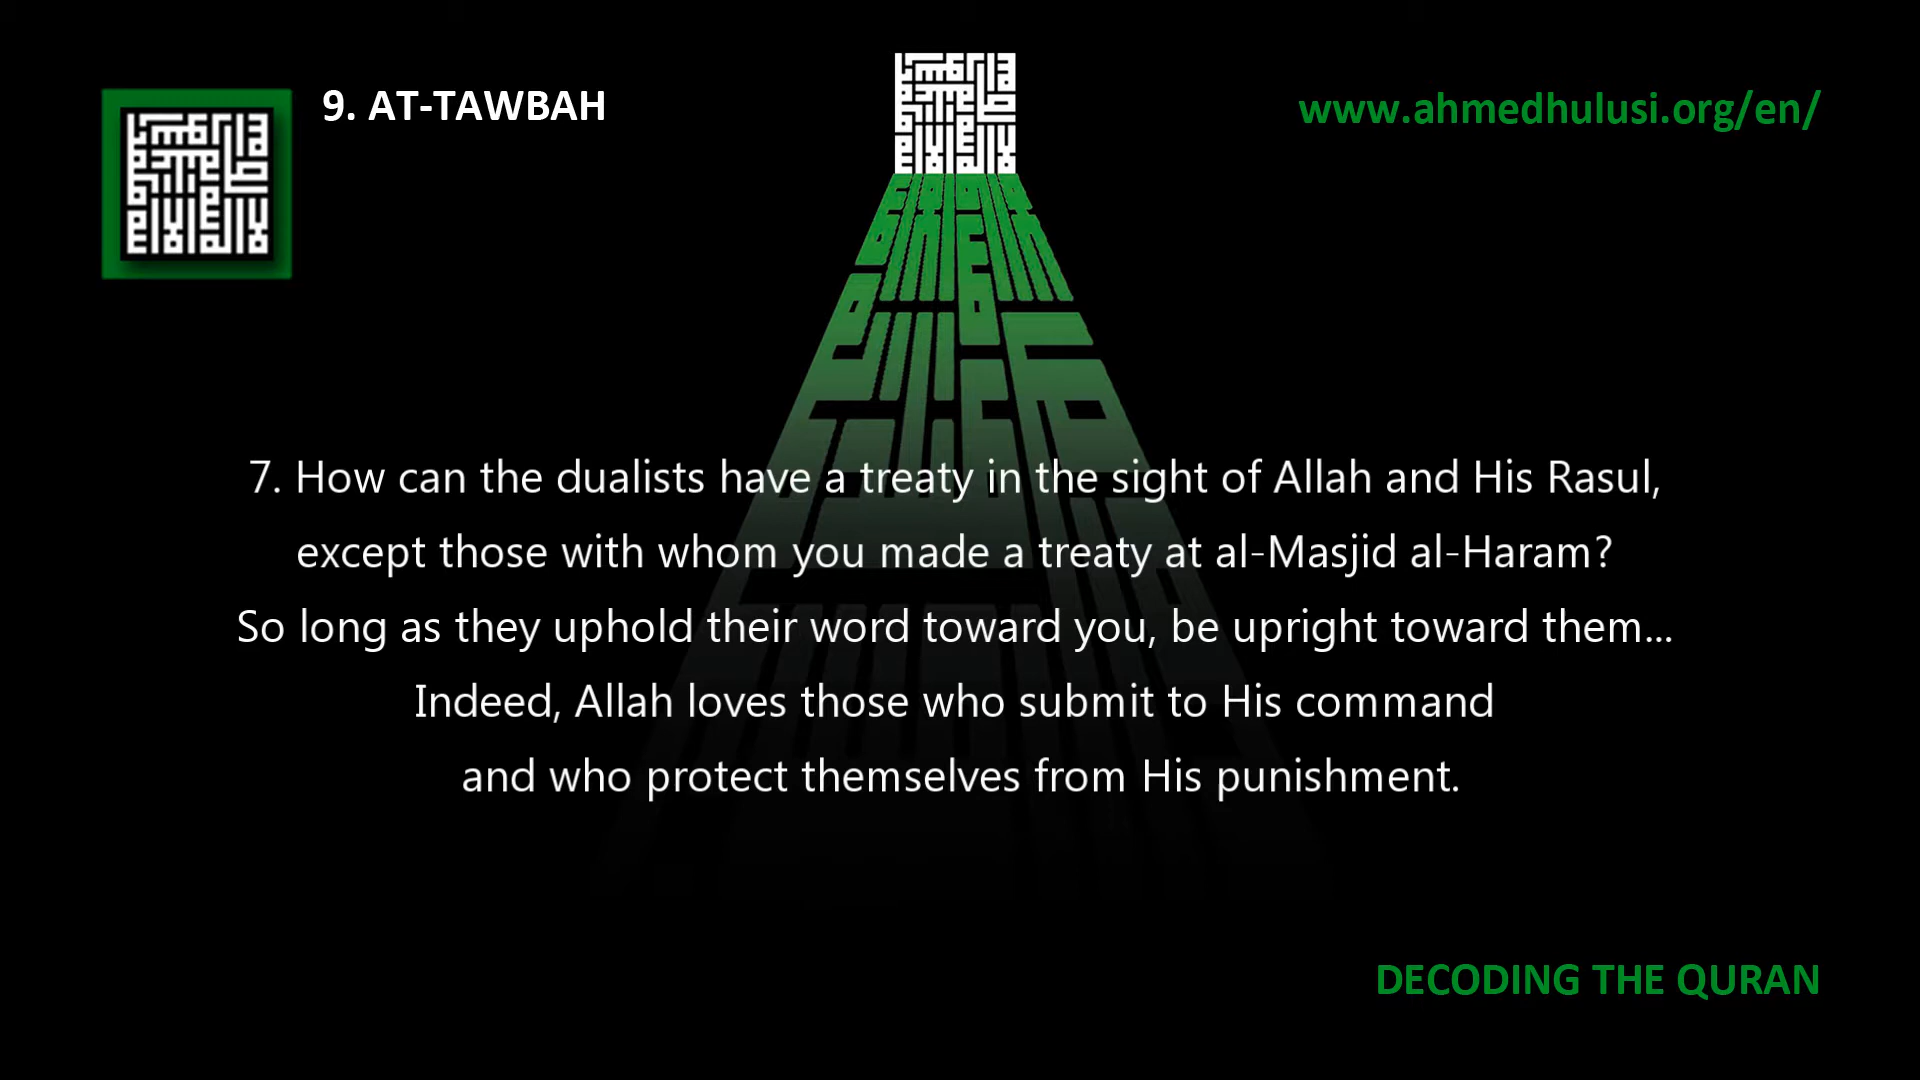 9. AT-TAWBAH
www.ahmedhulusi.org/en/
7. How can the dualists have a treaty in the sight of Allah and His Rasul,
except those with whom you made a treaty at al-Masjid al-Haram?
So long as they uphold their word toward you, be upright toward them...
Indeed, Allah loves those who submit to His command
and who protect themselves from His punishment.
DECODING THE QURAN